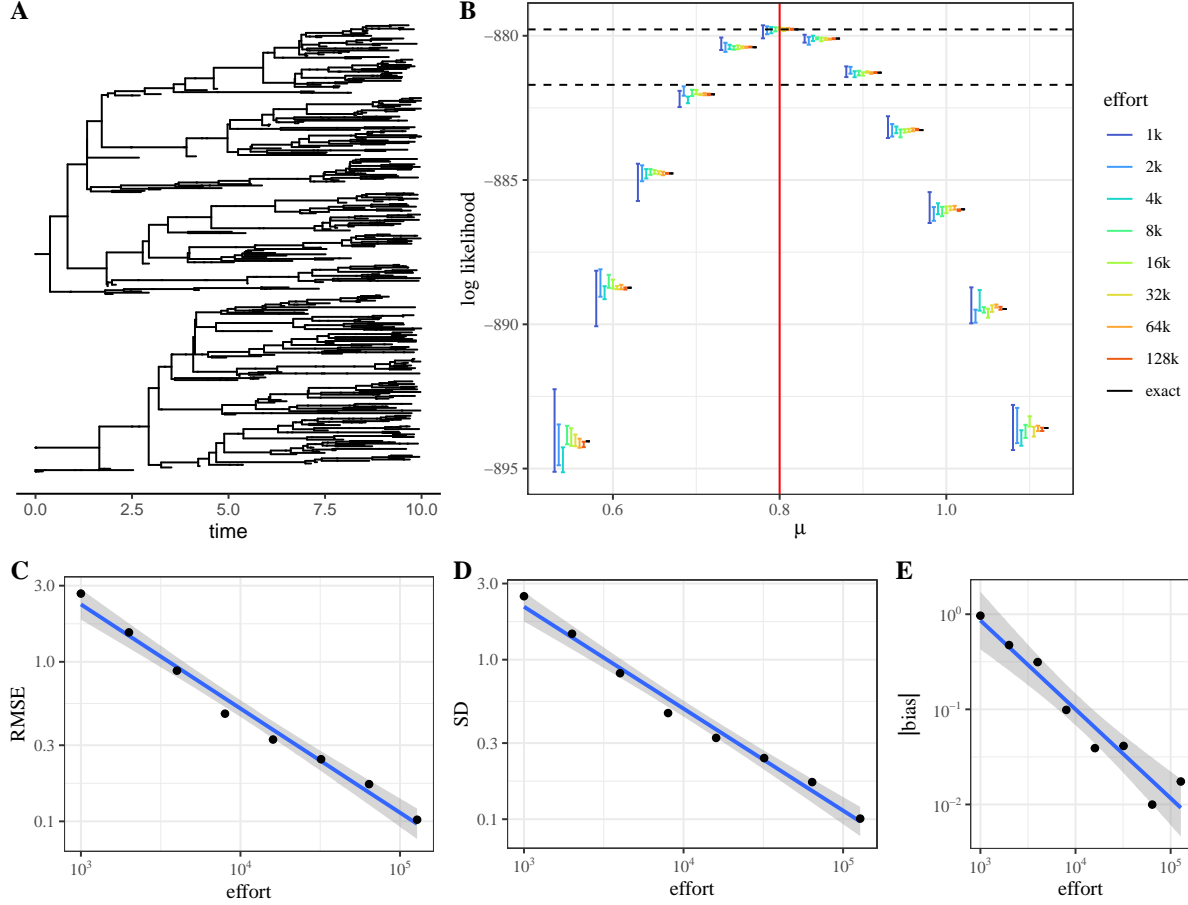 A
0.0 2.5 5.0 7.5 10.0
time
B
−880
−885
−890
−895
log likelihood
0.6 0.8 1.0
μ
effort
1k
2k
4k
8k
16k
32k
64k
128k
exact
C
3.0
1.0
0.3
0.1
RMSE
10³ 10⁴ 10⁵
effort
D
3.0
1.0
0.3
0.1
SD
10³ 10⁴ 10⁵
effort
E
10⁰
10⁻¹
10⁻²
|bias|
10³ 10⁴ 10⁵
effort